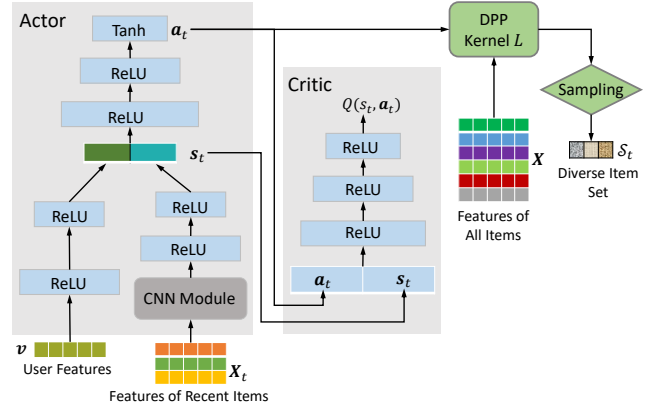 Actor
Tanh
a_t
ReLU
ReLU
s_t
ReLU
ReLU
ReLU
ReLU
CNN Module
v
User Features
X_t
Features of Recent Items
Critic
Q(s_t, a_t)
ReLU
ReLU
ReLU
a_t
s_t
DPP
Kernel L
Sampling
X
Features of
All Items
S_t
Diverse Item
Set